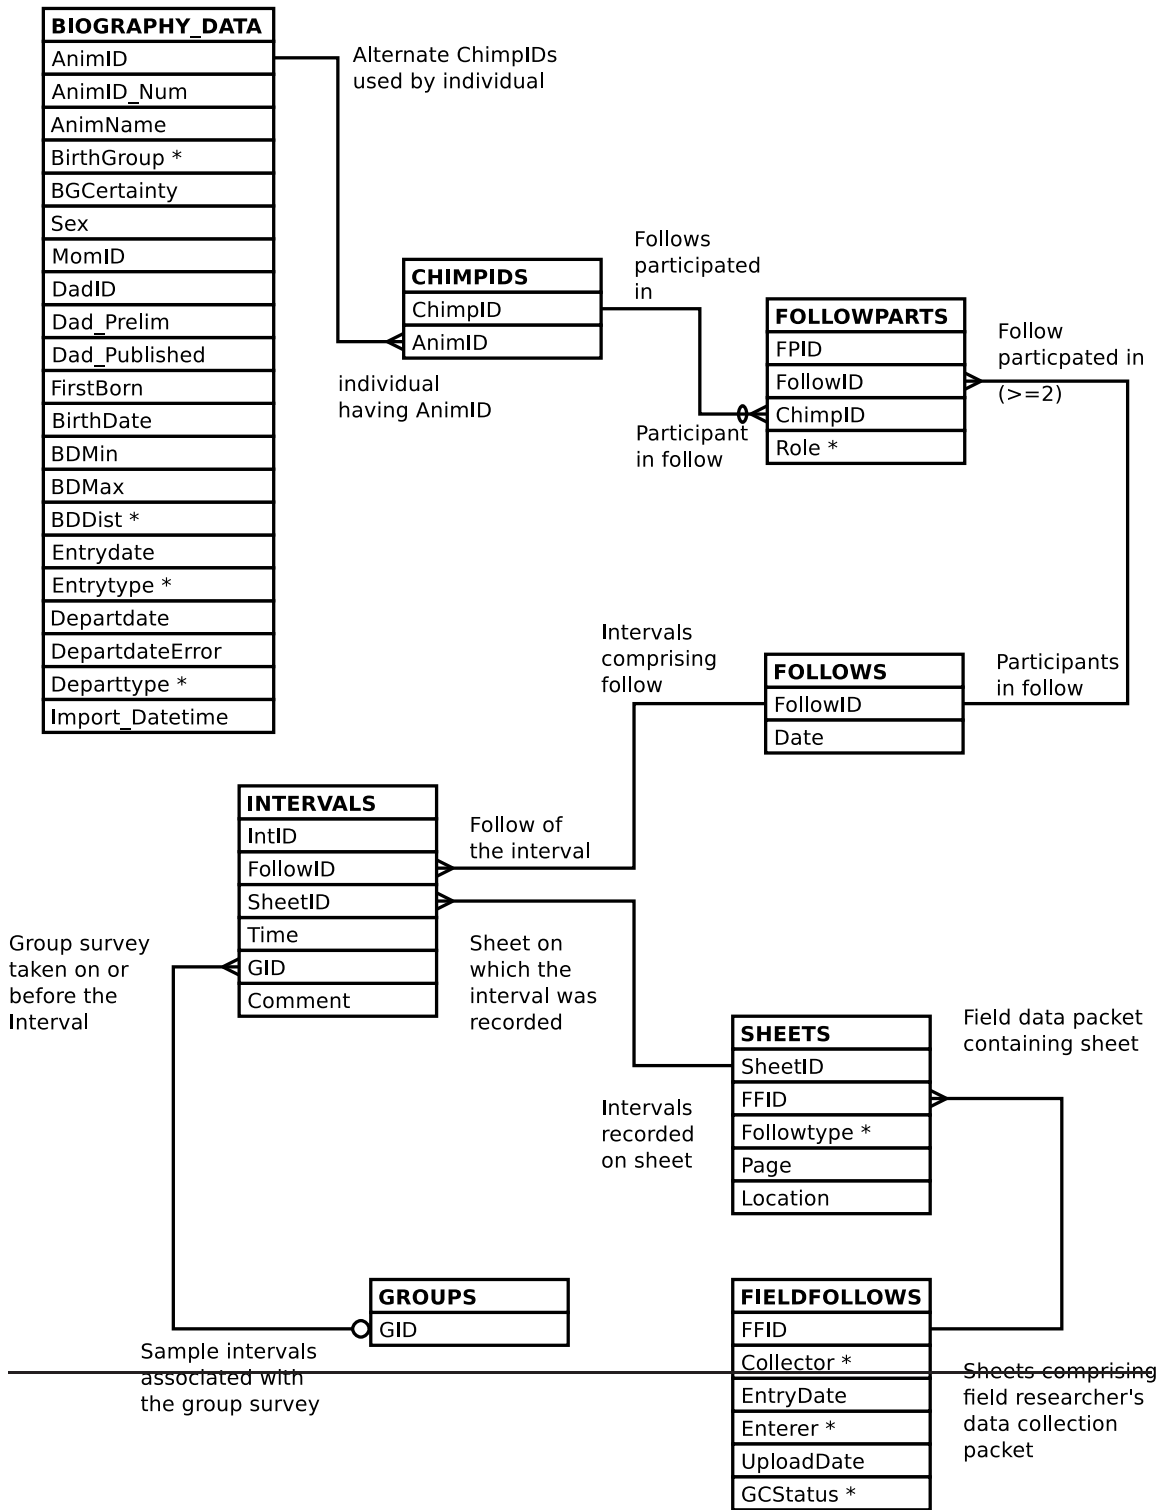 BIOGRAPHY_DATA
AnimID
AnimID_Num
AnimName
BirthGroup *
BGCertainty
Sex
MomID
DadID
Dad_Prelim
Dad_Published
FirstBorn
BirthDate
BDMin
BDMax
BDDist *
Entrydate
Entrytype *
Departdate
DepartdateError
Departtype *
Import_Datetime
Alternate ChimpIDs
used by individual
CHIMPIDS
ChimpID
AnimID
individual
having AnimID
Follows
participated
in
Participant
in follow
FOLLOWPARTS
FPID
FollowID
ChimpID
Role *
Follow
particpated in
(>=2)
Intervals
comprising
follow
FOLLOWS
FollowID
Date
Participants
in follow
INTERVALS
IntID
FollowID
SheetID
Time
GID
Comment
Follow of
the interval
Group survey
taken on or
before the
Interval
Sheet on
which the
interval was
recorded
Intervals
recorded
on sheet
SHEETS
SheetID
FFID
Followtype *
Page
Location
Field data packet
containing sheet
GROUPS
GID
Sample intervals
associated with
the group survey
FIELDFOLLOWS
FFID
Collector *
EntryDate
Enterer *
UploadDate
GCStatus *
Sheets comprising
field researcher's
data collection
packet